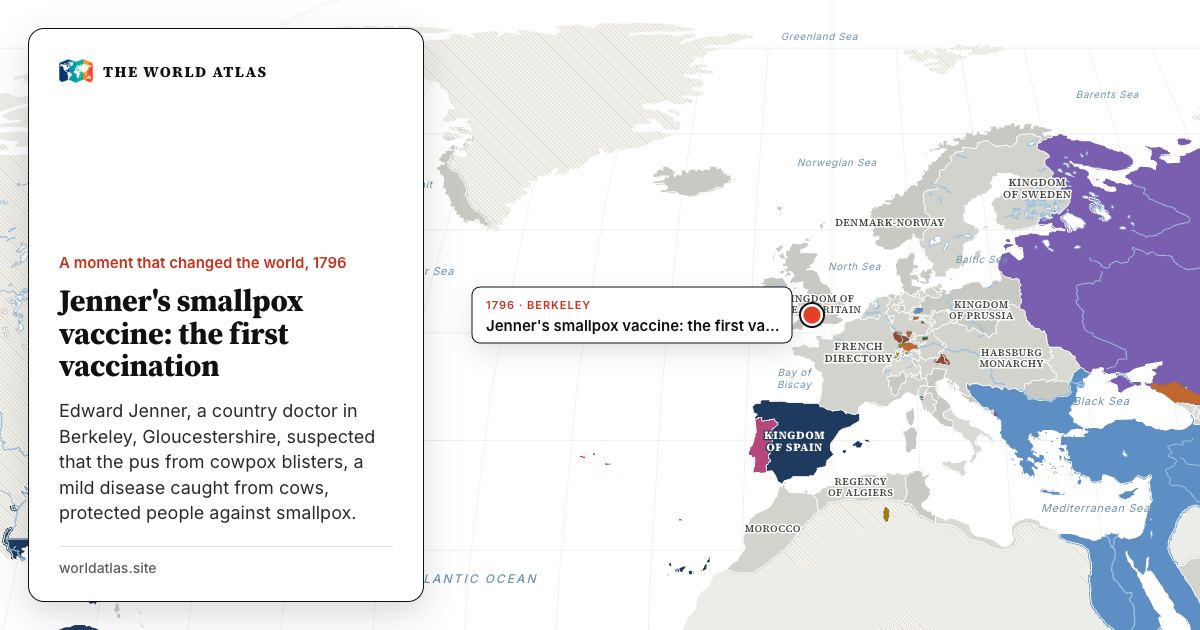 THE WORLD ATLAS
A moment that changed the world, 1796
Jenner's smallpox
vaccine: the first
vaccination
Edward Jenner, a country doctor in
Berkeley, Gloucestershire, suspected
that the pus from cowpox blisters, a
mild disease caught from cows,
protected people against smallpox.
worldatlas.site
1796 · BERKELEY
Jenner's smallpox vaccine: the first va...
Greenland Sea
Barents Sea
Norwegian Sea
KINGDOM
OF SWEDEN
DENMARK-NORWAY
North Sea
Baltic Sea
KINGDOM
OF PRUSSIA
FRENCH
DIRECTORY
HABSBURG
MONARCHY
Bay of
Biscay
Black Sea
KINGDOM
OF SPAIN
REGENCY
OF ALGIERS
Mediterranean Sea
MOROCCO
LANTIC OCEAN